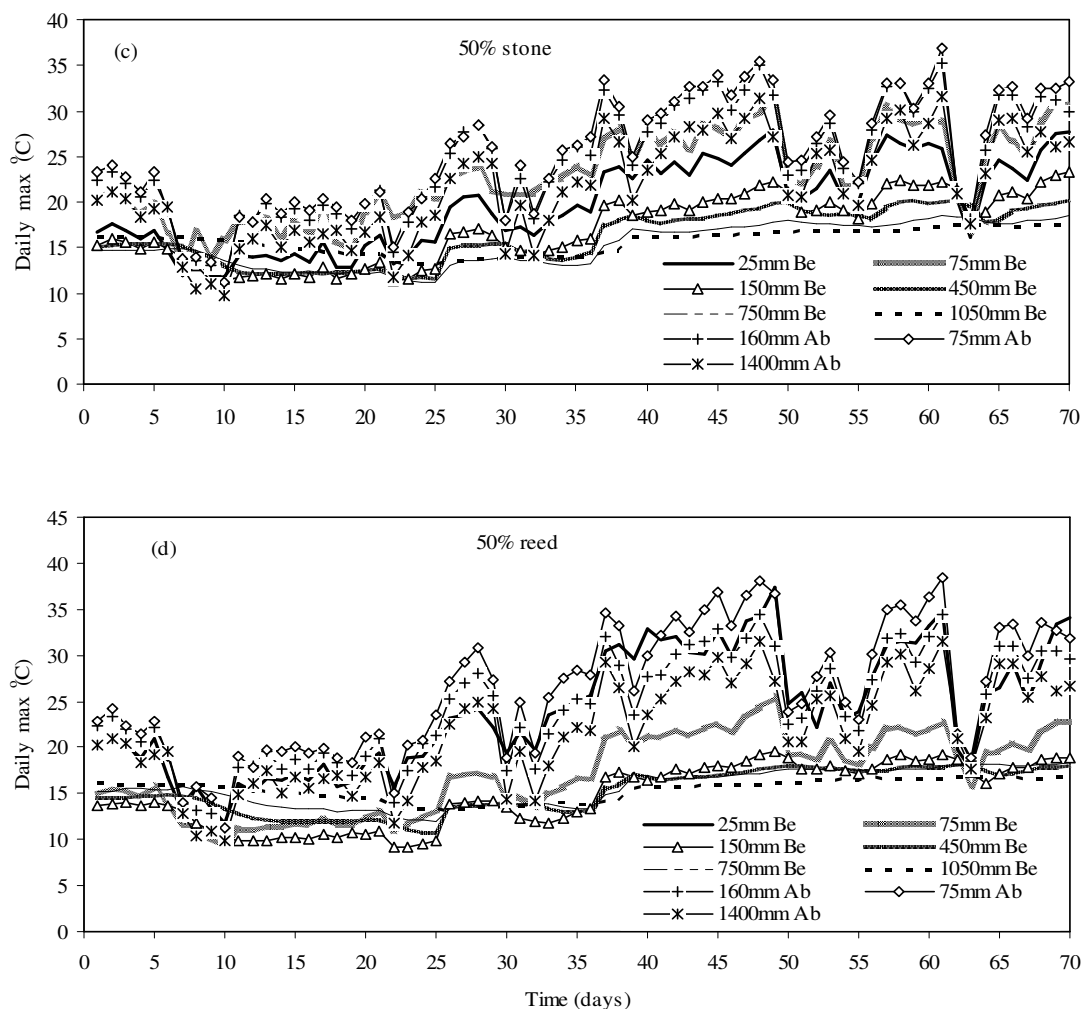 (c)
50% stone
Daily max °(C)
40
35
30
25
20
15
10
5
0
25mm Be
75mm Be
150mm Be
450mm Be
750mm Be
1050mm Be
160mm Ab
75mm Ab
1400mm Ab
0 5 10 15 20 25 30 35 40 45 50 55 60 65 70
(d)
50% reed
Daily max °(C)
45
40
35
30
25
20
15
10
5
0
25mm Be
75mm Be
150mm Be
450mm Be
750mm Be
1050mm Be
160mm Ab
75mm Ab
1400mm Ab
0 5 10 15 20 25 30 35 40 45 50 55 60 65 70
Time (days)